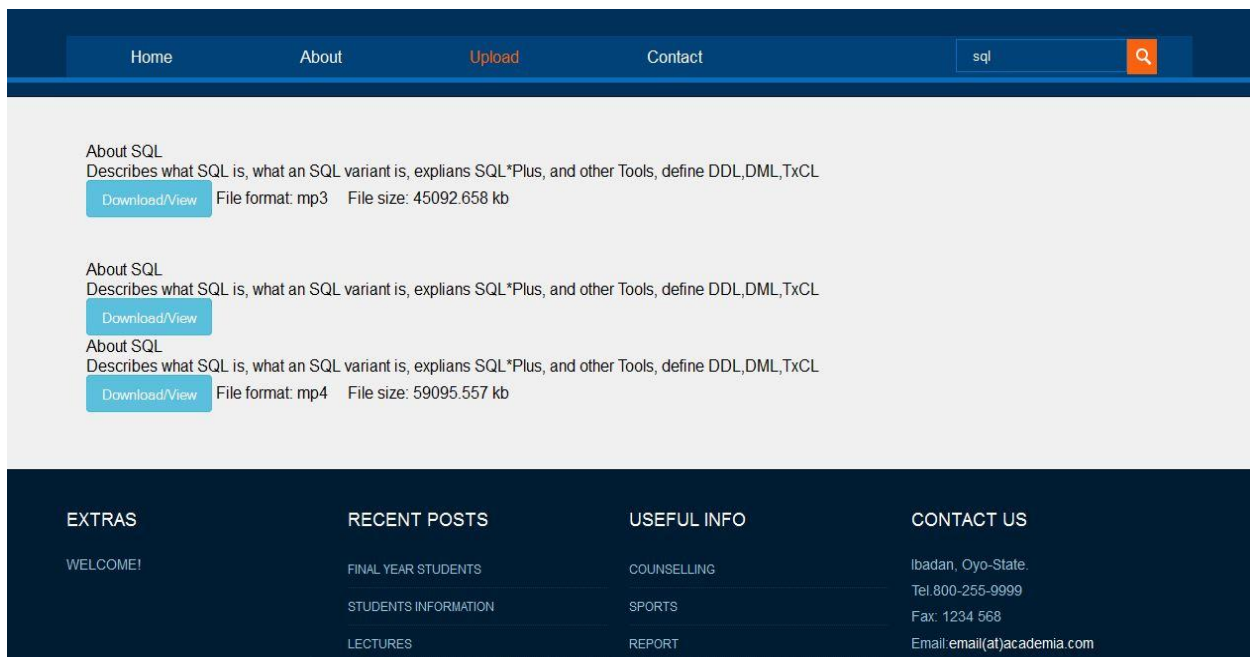 Home About Upload Contact sql
About SQL
Describes what SQL is, what an SQL variant is, explians SQL*Plus, and other Tools, define DDL,DML,TxCL
Download/View File format: mp3 File size: 45092.658 kb
About SQL
Describes what SQL is, what an SQL variant is, explians SQL*Plus, and other Tools, define DDL,DML,TxCL
Download/View
About SQL
Describes what SQL is, what an SQL variant is, explians SQL*Plus, and other Tools, define DDL,DML,TxCL
Download/View File format: mp4 File size: 59095.557 kb
EXTRAS
WELCOME!
RECENT POSTS
FINAL YEAR STUDENTS
STUDENTS INFORMATION
LECTURES
USEFUL INFO
COUNSELLING
SPORTS
REPORT
CONTACT US
Ibadan, Oyo-State.
Tel.800-255-9999
Fax: 1234 568
Email:email(at)academia.com